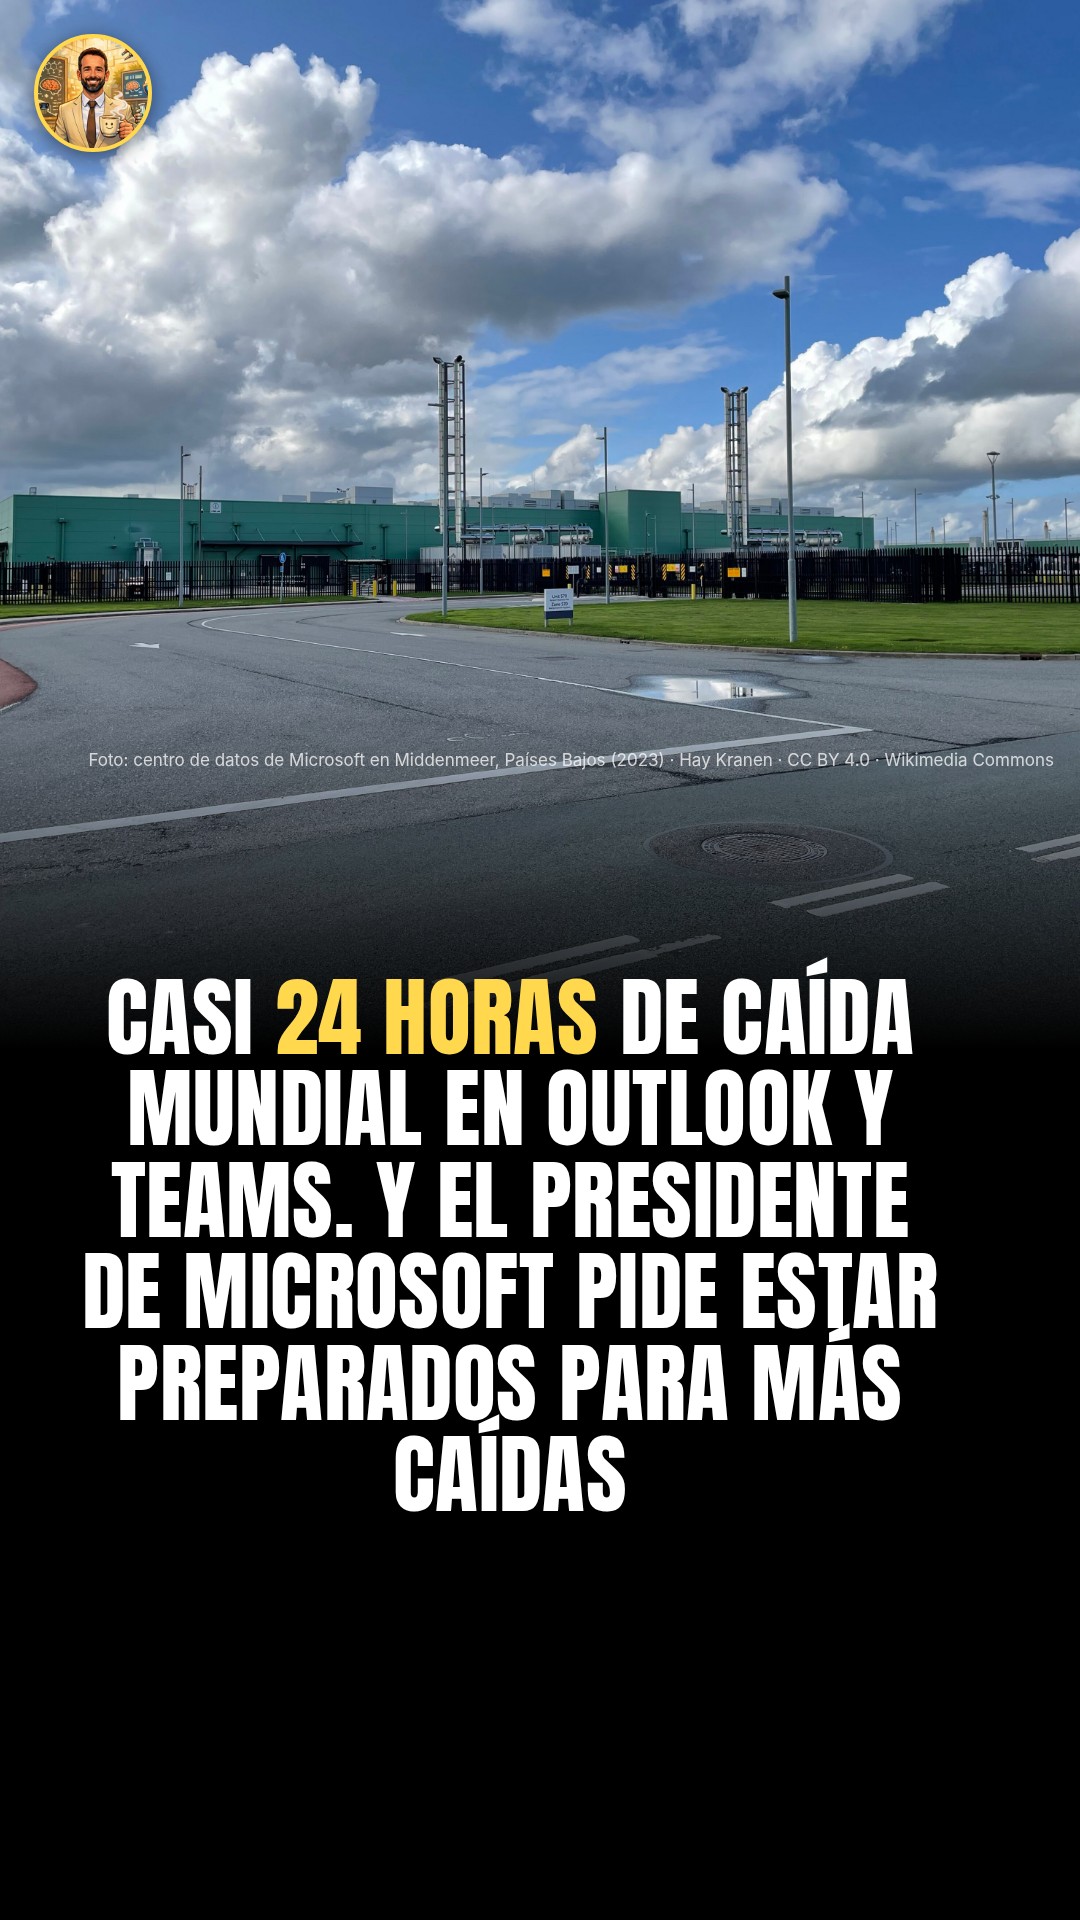 Foto: centro de datos de Microsoft en Middenmeer, Países Bajos (2023) · Hay Kranen · CC BY 4.0 · Wikimedia Commons
CASI 24 HORAS DE CAÍDA
MUNDIAL EN OUTLOOK Y
TEAMS. Y EL PRESIDENTE
DE MICROSOFT PIDE ESTAR
PREPARADOS PARA MÁS
CAÍDAS